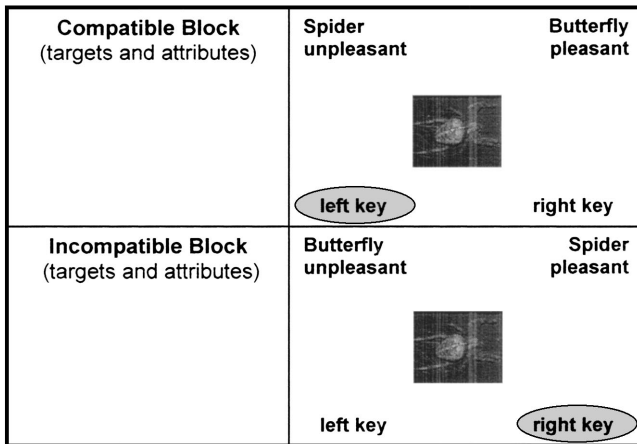 Compatible Block
(targets and attributes)
Spider
unpleasant
Butterfly
pleasant
left key
right key
Incompatible Block
(targets and attributes)
Butterfly
unpleasant
Spider
pleasant
left key
right key